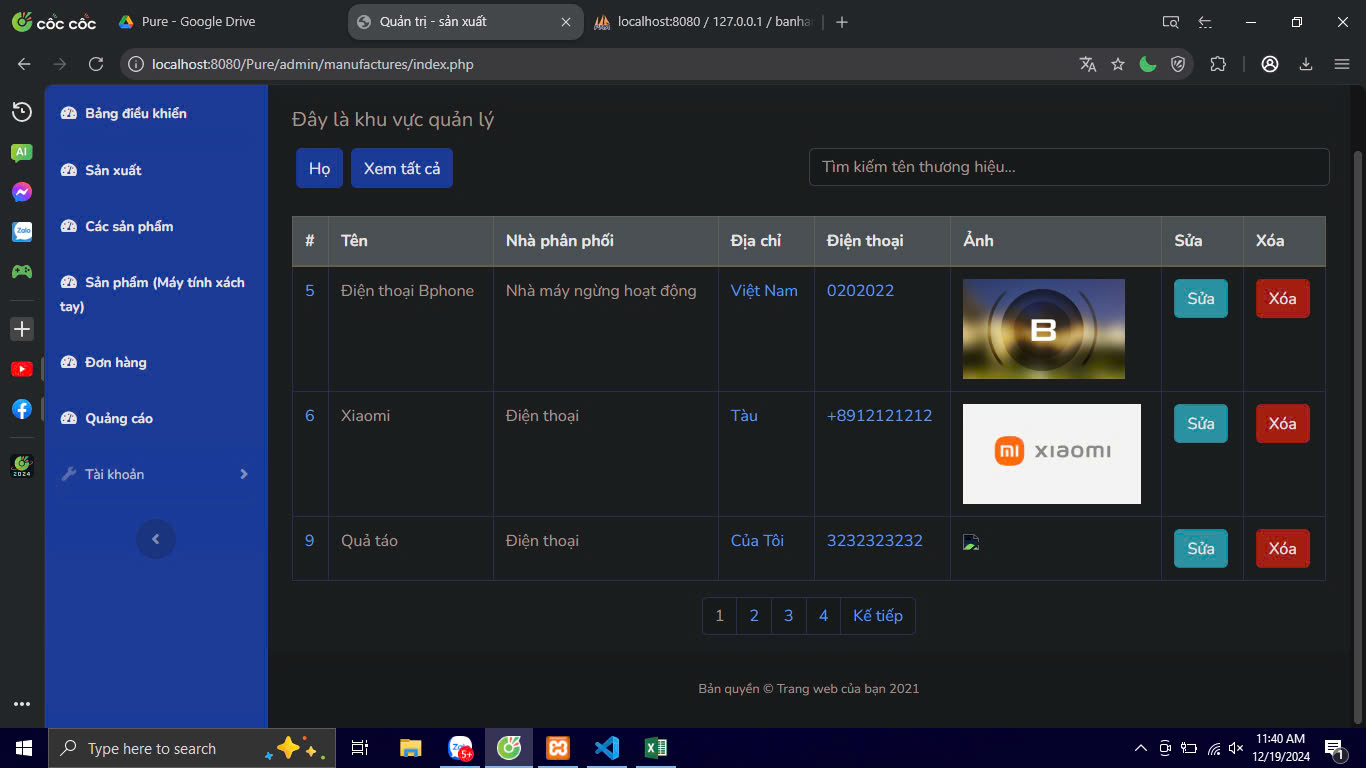 cốc cốc
Pure - Google Drive
Quản trị - sản xuất
localhost:8080 / 127.0.0.1 / banha
localhost:8080/Pure/admin/manufactures/index.php
AI
Zalo
2024
Bảng điều khiển
Sản xuất
Các sản phẩm
Sản phẩm (Máy tính xách
tay)
Đơn hàng
Quảng cáo
Tài khoản
Đây là khu vực quản lý
Họ
Xem tất cả
Tìm kiếm tên thương hiệu...
# Tên Nhà phân phối Địa chỉ Điện thoại Ảnh Sửa Xóa
5 Điện thoại Bphone Nhà máy ngừng hoạt động Việt Nam 0202022 B Sửa Xóa
6 Xiaomi Điện thoại Tàu +8912121212 mi xiaomi Sửa Xóa
9 Quả táo Điện thoại Của Tôi 3232323232 Sửa Xóa
1 2 3 4 Kế tiếp
Bản quyền © Trang web của bạn 2021
Type here to search
5+
11:40 AM
12/19/2024
1